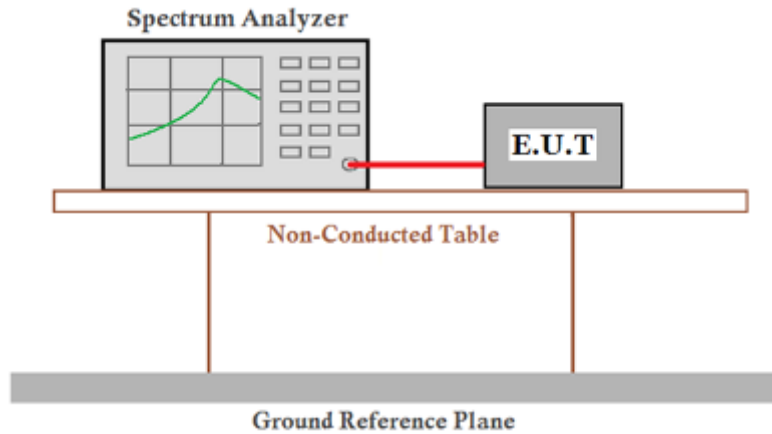 Spectrum Analyzer
E.U.T
Non-Conducted Table
Ground Reference Plane